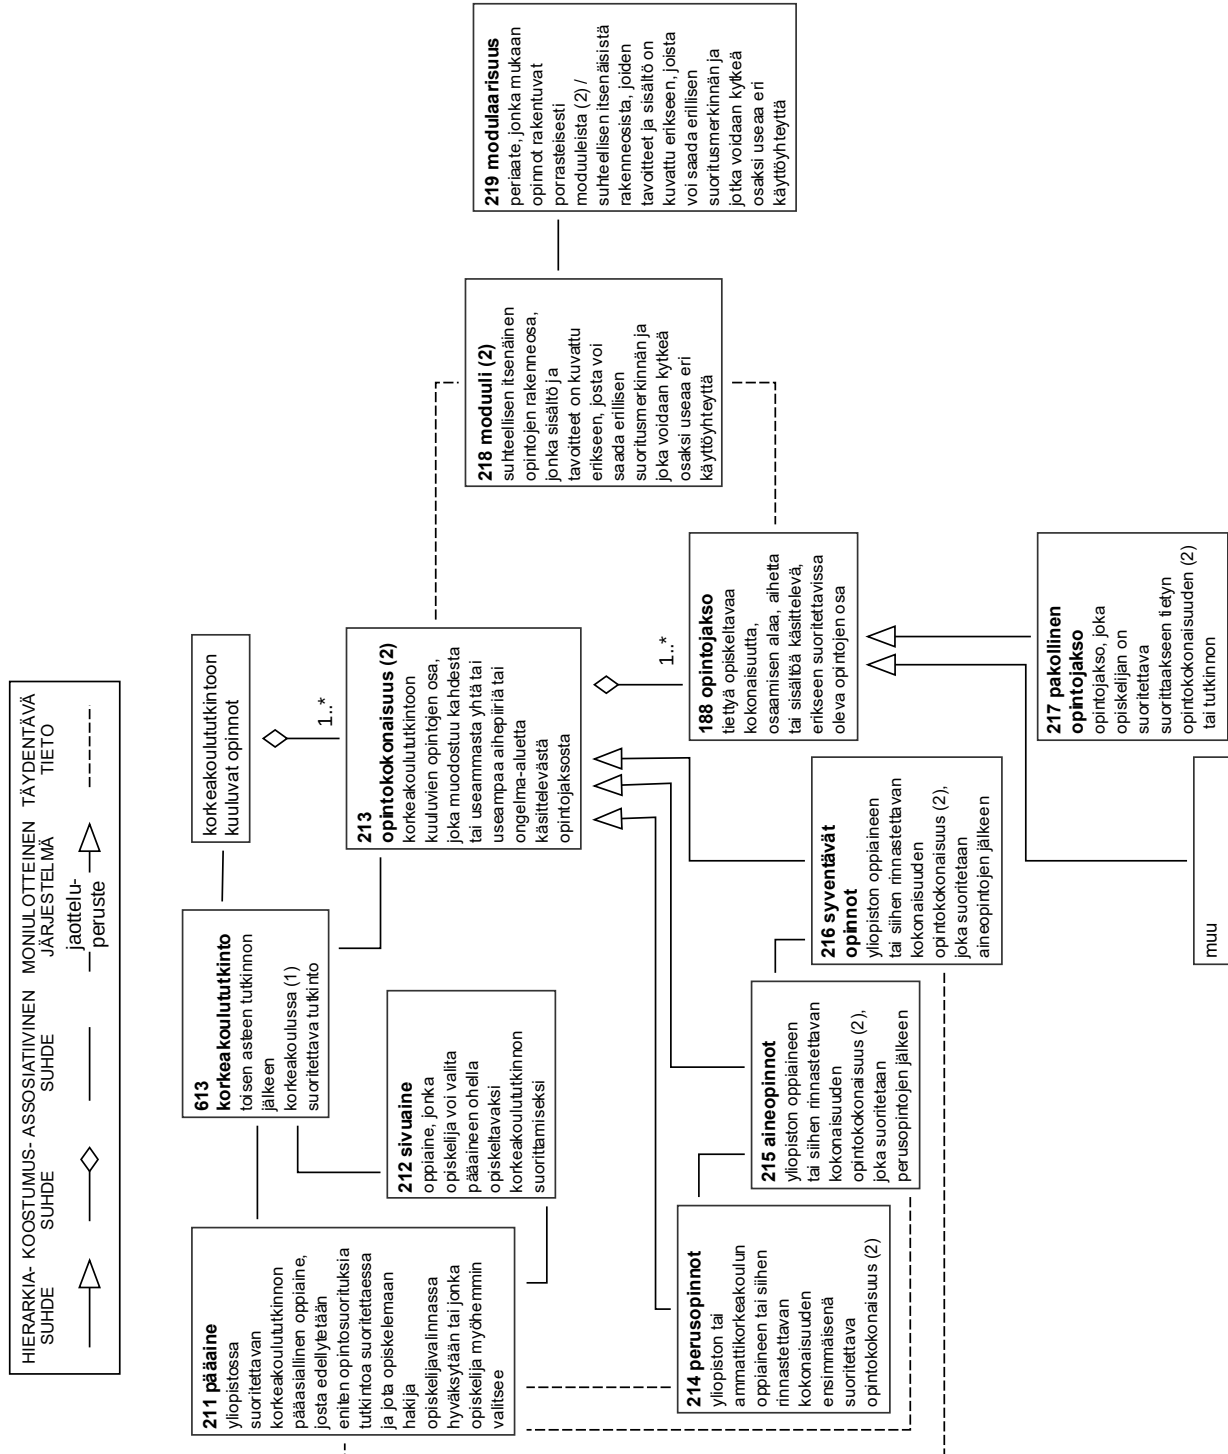 HIERARKIA- KOOSTUMUS- ASSOSIATIIVINEN MONIULOTTEINEN TÄYDENTÄVÄ
SUHDE SUHDE SUHDE JÄRJESTELMÄ TIETO
jaottelu-
peruste
211 pääaine
yliopistossa
suoritettavan
korkeakoulututkinnon
pääasiallinen oppiaine,
josta edellytetään
eniten opintosuorituksia
tutkintoa suoritettaessa
ja jota opiskelemaan
hakija
opiskelijavalinnassa
hyväksytään tai jonka
opiskelija myöhemmin
valitsee
613
korkeakoulututkinto
toisen asteen tutkinnon
jälkeen
korkeakoulussa (1)
suoritettava tutkinto
korkeakoulututkintoon
kuuluvat opinnot
1..*
212 sivuaine
oppiaine, jonka
opiskelija voi valita
pääaineen ohella
opiskeltavaksi
korkeakoulututkinnon
suorittamiseksi
213
opintokokonaisuus (2)
korkeakoulututkintoon
kuuluvien opintojen osa,
joka muodostuu kahdesta
tai useammasta yhtä tai
useampaa aihepiiriä tai
ongelma-aluetta
käsittelevästä
opintojaksosta
1..*
218 moduuli (2)
suhteellisen itsenäinen
opintojen rakenneosa,
jonka sisältö ja
tavoitteet on kuvattu
erikseen, josta voi
saada erillisen
suoritusmerkinnän ja
joka voidaan kytkeä
osaksi useaa eri
käyttöyhteyttä
219 modulaarisuus
periaate, jonka mukaan
opinnot rakentuvat
porrasteisesti
moduuleista (2) /
suhteellisen itsenäisistä
rakenneosista, joiden
tavoitteet ja sisältö on
kuvattu erikseen, joista
voi saada erillisen
suoritusmerkinnän ja
jotka voidaan kytkeä
osaksi useaa eri
käyttöyhteyttä
214 perusopinnot
yliopiston tai
ammattikorkeakoulun
oppiaineen tai siihen
rinnastettavan
kokonaisuuden
ensimmäisenä
suoritettava
opintokokonaisuus (2)
215 aineopinnot
yliopiston oppiaineen
tai siihen rinnastettavan
kokonaisuuden
opintokokonaisuus (2),
joka suoritetaan
perusopintojen jälkeen
216 syventävät
opinnot
yliopiston oppiaineen
tai siihen rinnastettavan
kokonaisuuden
opintokokonaisuus (2),
joka suoritetaan
aineopintojen jälkeen
188 opintojakso
tiettyä opiskeltavaa
kokonaisuutta,
osaamisen alaa, aihetta
tai sisältöä käsittelevä,
erikseen suoritettavissa
oleva opintojen osa
217 pakollinen
opintojakso
opintojakso, joka
opiskelijan on
suoritettava
suorittaakseen tietyn
opintokokonaisuuden (2)
tai tutkinnon
muu